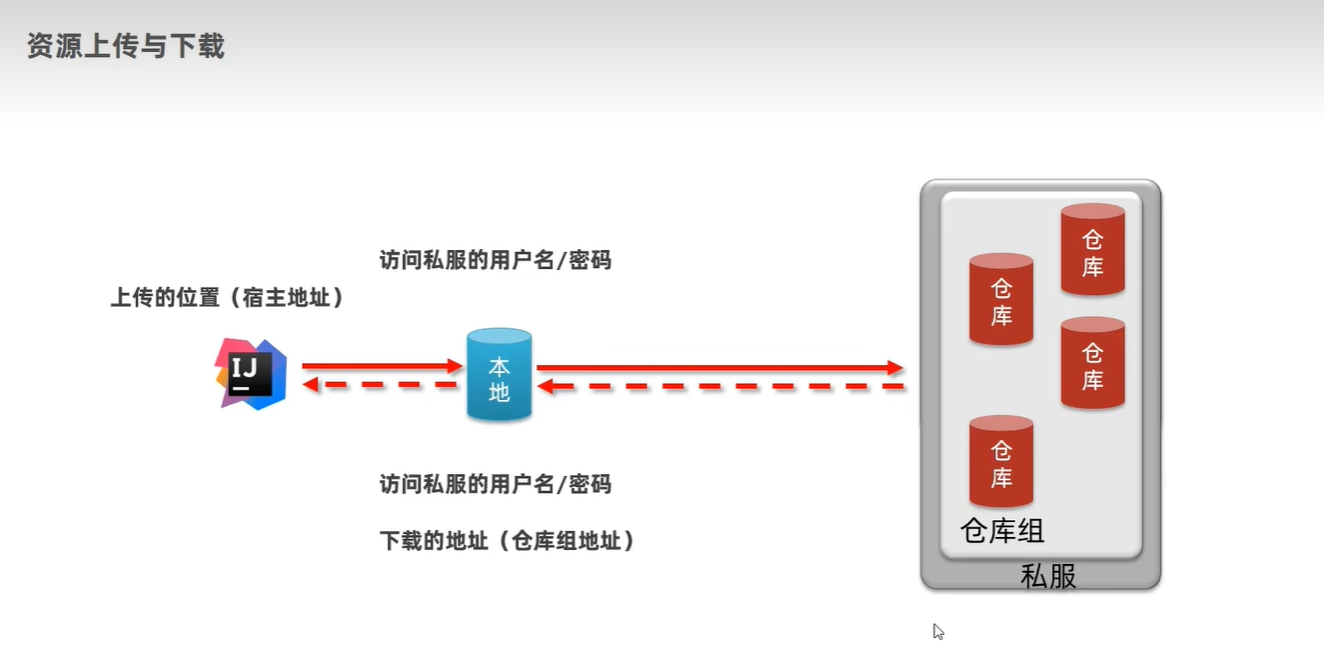 资源上传与下载
访问私服的用户名/密码
上传的位置（宿主地址）
IJ
本
地
仓
库
仓
库
仓
库
仓
库
访问私服的用户名/密码
下载的地址（仓库组地址）
仓库组
私服